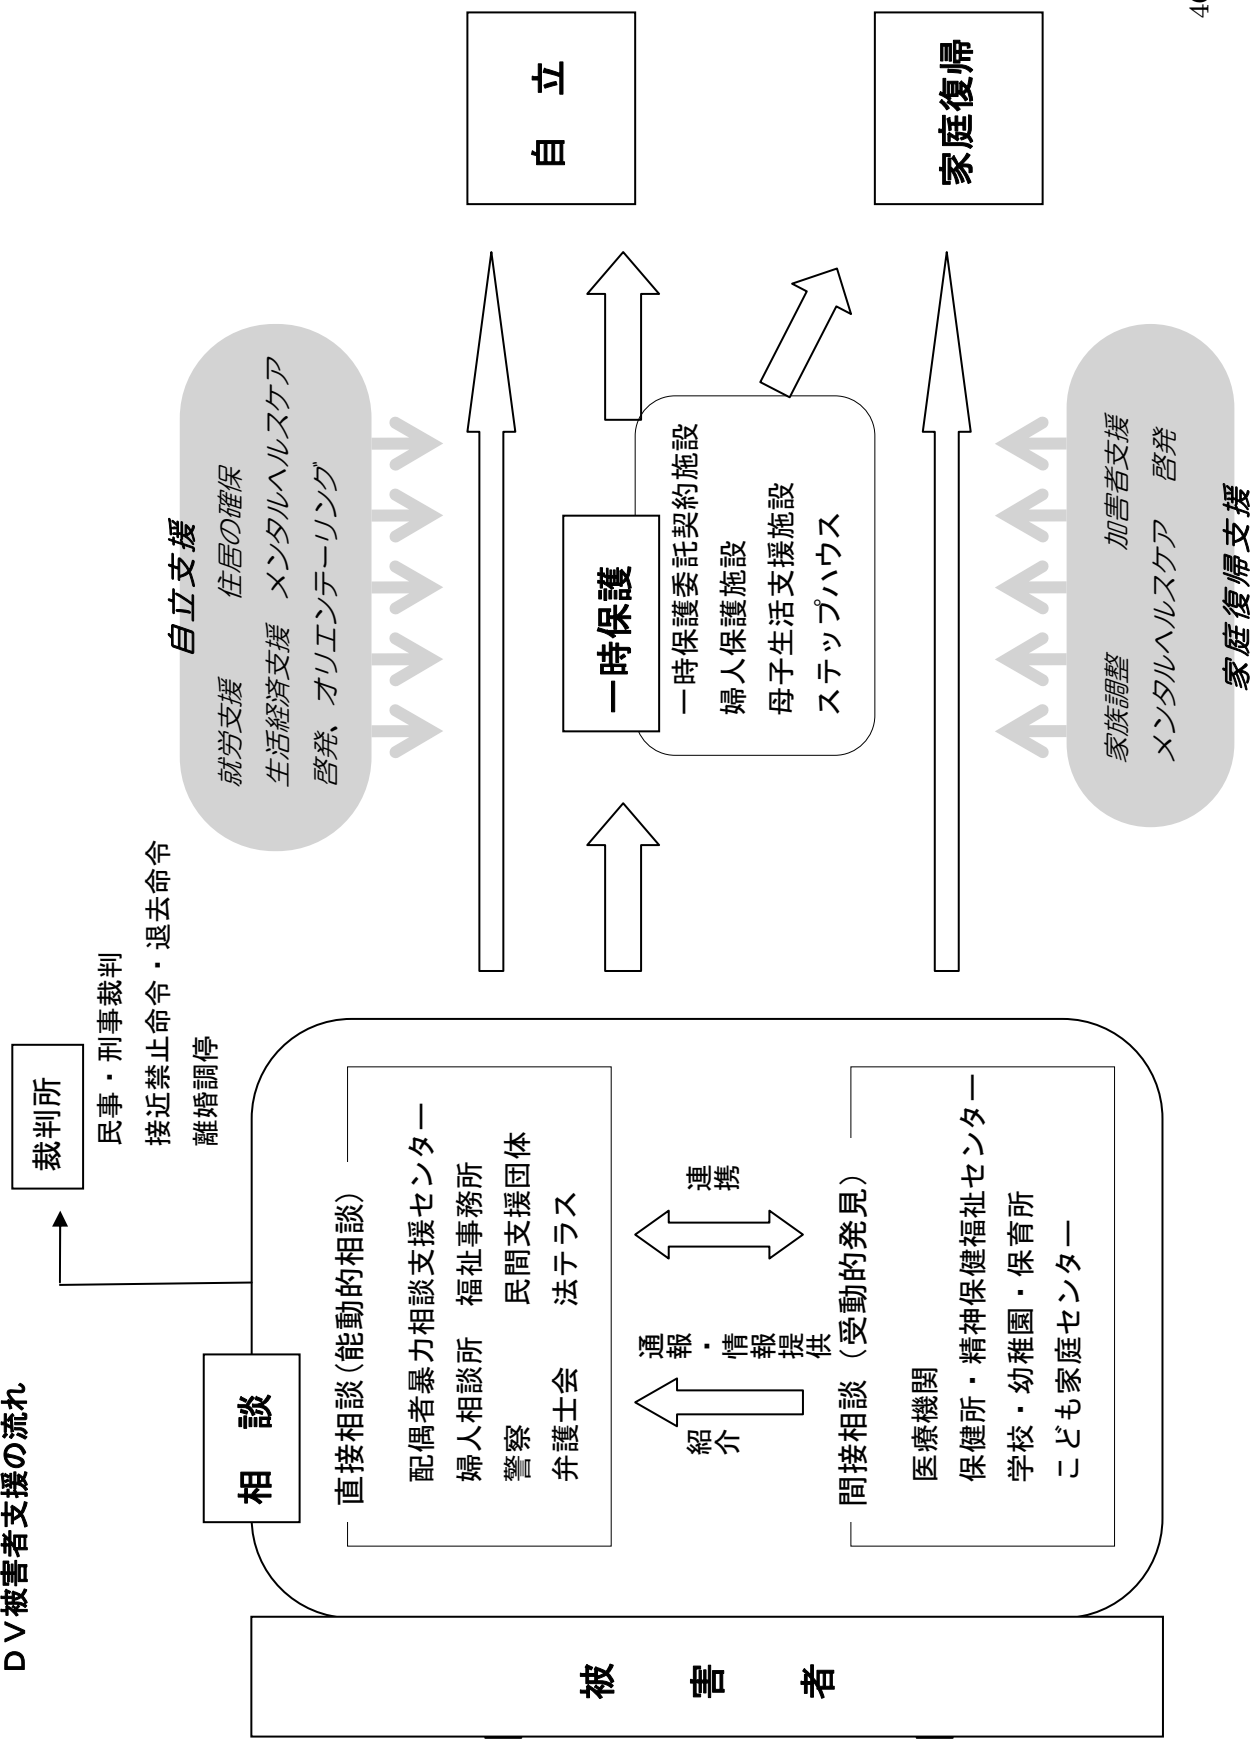 ＤＶ被害者支援の流れ
被害者
相談
直接相談（能動的相談）
配偶者暴力相談支援センター
婦人相談所　福祉事務所
警察　民間支援団体
弁護士会　法テラス
紹介
通報・情報提供
連携
間接相談（受動的発見）
医療機関
保健所・精神保健福祉センター
学校・幼稚園・保育所
こども家庭センター
裁判所
民事・刑事裁判
接近禁止命令・退去命令
離婚調停
自立支援
就労支援　住居の確保
生活経済支援　メンタルヘルスケア
啓発、オリエンテーリング
一時保護
一時保護委託契約施設
婦人保護施設
母子生活支援施設
ステップハウス
家族調整　加害者支援
メンタルヘルスケア　啓発
家庭復帰支援
自立
家庭復帰